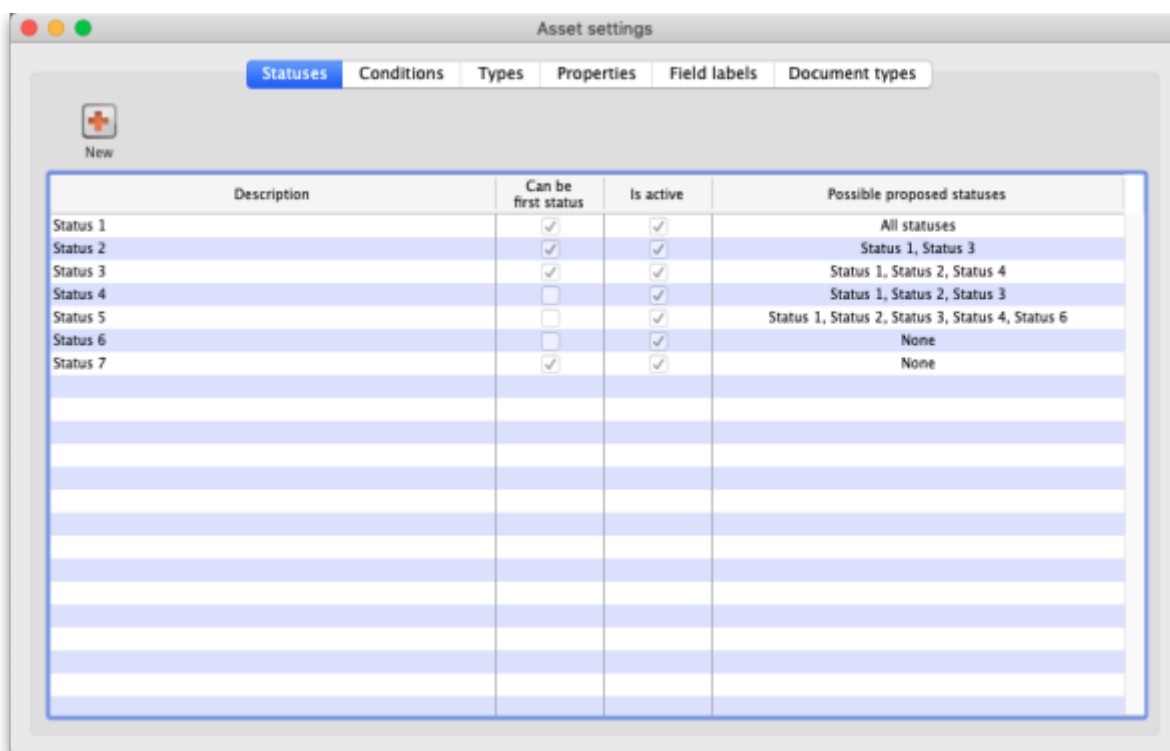 Asset settings
Statuses Conditions Types Properties Field labels Document types
New
Description Can be first status Is active Possible proposed statuses
Status 1 All statuses
Status 2 Status 1, Status 3
Status 3 Status 1, Status 2, Status 4
Status 4 Status 1, Status 2, Status 3
Status 5 Status 1, Status 2, Status 3, Status 4, Status 6
Status 6 None
Status 7 None